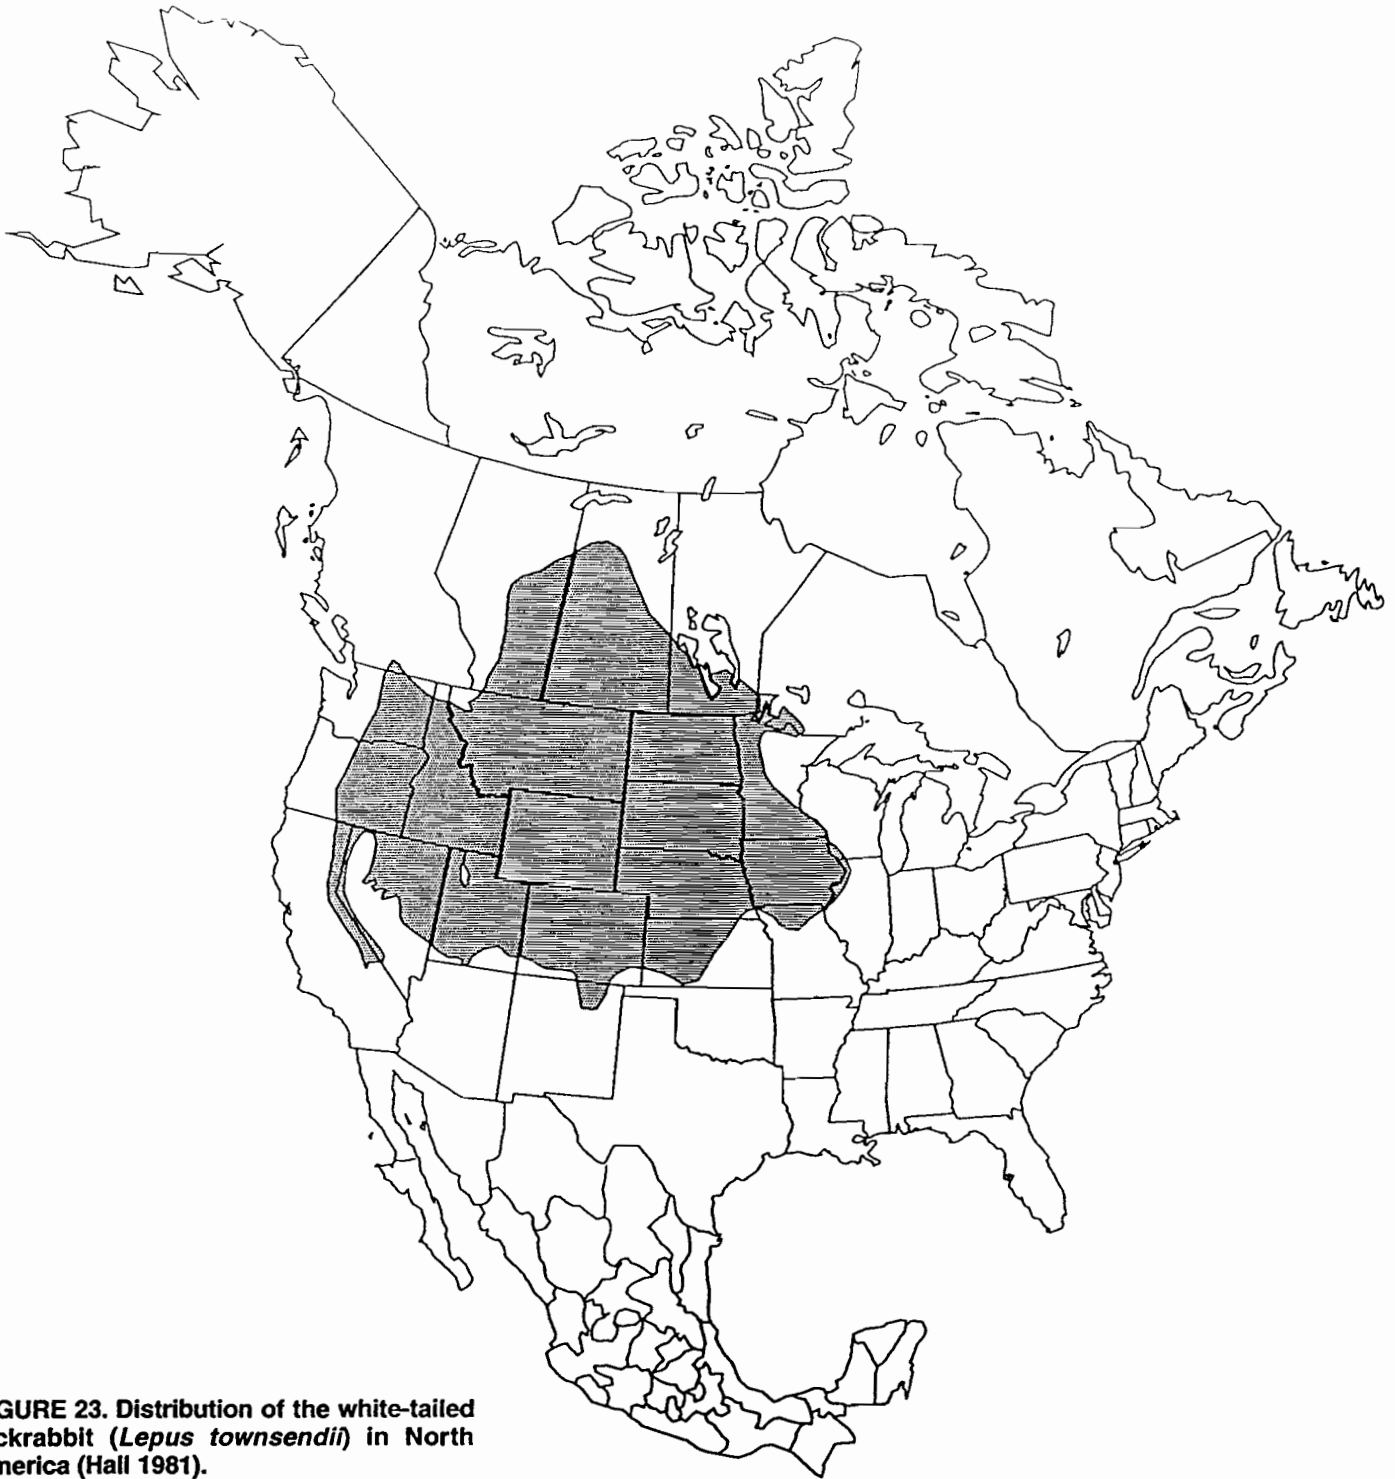 GURE 23. Distribution of the white-tailed
ckrabbit (Lepus townsendii) in North
nerica (Hall 1981).